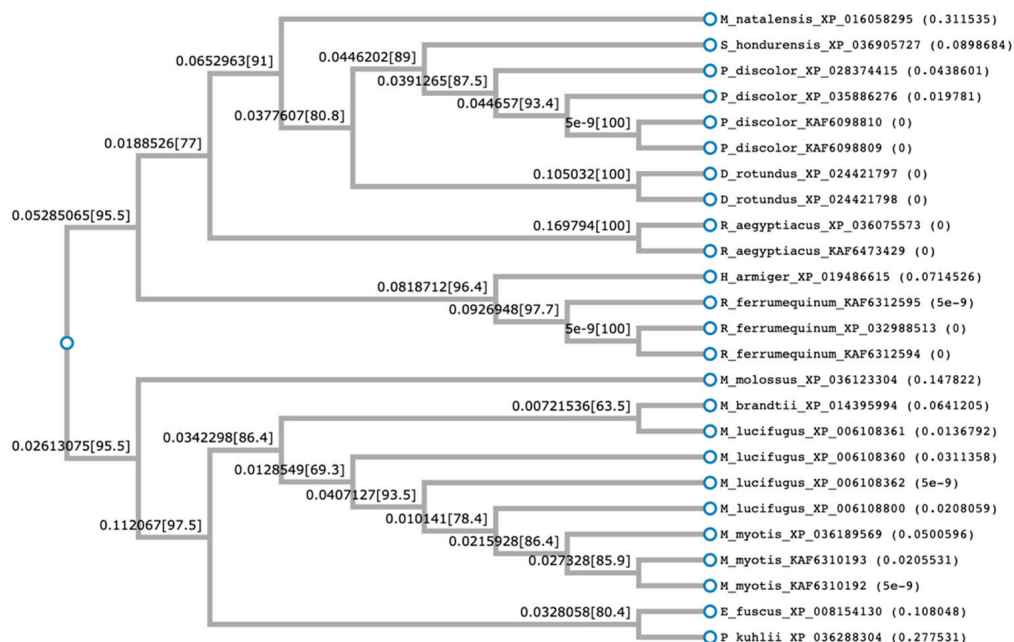 M_natalensis_XP_016058295 (0.311535)
0.0652963[91]
0.0446202[89]
S_hondurensis_XP_036905727 (0.0898684)
P_discolor_XP_028374415 (0.0438601)
0.0391265[87.5]
P_discolor_XP_035886276 (0.019781)
0.044657[93.4]
0.0377607[80.8]
5e-9[100]
P_discolor_KAF6098810 (0)
0.0188526[77]
P_discolor_KAF6098809 (0)
0.105032[100]
D_rotundus_XP_024421797 (0)
D_rotundus_XP_024421798 (0)
0.05285065[95.5]
0.169794[100]
R_aegyptiacus_XP_036075573 (0)
R_aegyptiacus_KAF6473429 (0)
0.0818712[96.4]
H_armiger_XP_019486615 (0.0714526)
0.0926948[97.7]
R_ferrumequinum_KAF6312595 (5e-9)
5e-9[100]
R_ferrumequinum_XP_032988513 (0)
R_ferrumequinum_KAF6312594 (0)
M_molossus_XP_036123304 (0.147822)
0.00721536[63.5]
M_brandtii_XP_014395994 (0.0641205)
0.02613075[95.5]
0.0342298[86.4]
M_lucifugus_XP_006108361 (0.0136792)
0.0128549[69.3]
M_lucifugus_XP_006108360 (0.0311358)
0.0407127[93.5]
M_lucifugus_XP_006108362 (5e-9)
0.112067[97.5]
0.010141[78.4]
M_lucifugus_XP_006108800 (0.0208059)
0.0215928[86.4]
M_myotis_XP_036189569 (0.0500596)
0.027328[85.9]
M_myotis_KAF6310193 (0.0205531)
M_myotis_KAF6310192 (5e-9)
0.0328058[80.4]
E_fuscus_XP_008154130 (0.108048)
P_kuhlii_XP_036288304 (0.277531)